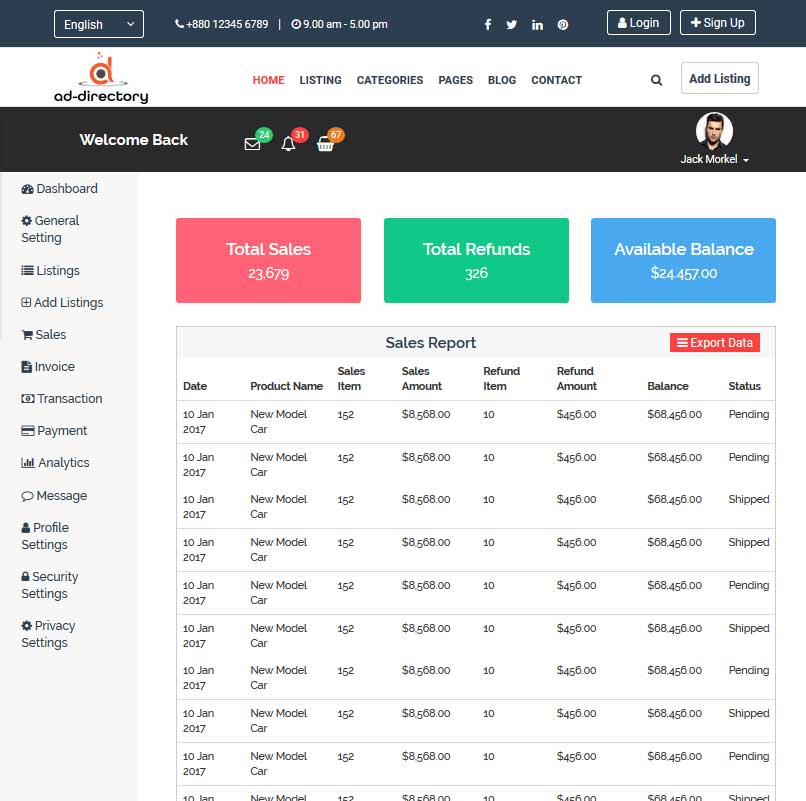 English
+880 12345 6789 | 9.00 am - 5.00 pm
Login
Sign Up
ad-directory
HOME LISTING CATEGORIES PAGES BLOG CONTACT
Add Listing
Welcome Back
24
31
67
Jack Morkel
Dashboard
General
Setting
Listings
Add Listings
Sales
Invoice
Transaction
Payment
Analytics
Message
Profile
Settings
Security
Settings
Privacy
Settings
Total Sales
23,679
Total Refunds
326
Available Balance
$24.457.00
Sales Report
Export Data
Date Product Name Sales Item Sales Amount Refund Item Refund Amount Balance Status
10 Jan 2017 New Model Car 152 $8,568.00 10 $456.00 $68,456.00 Pending
10 Jan 2017 New Model Car 152 $8,568.00 10 $456.00 $68,456.00 Pending
10 Jan 2017 New Model Car 152 $8,568.00 10 $456.00 $68,456.00 Shipped
10 Jan 2017 New Model Car 152 $8,568.00 10 $456.00 $68,456.00 Shipped
10 Jan 2017 New Model Car 152 $8,568.00 10 $456.00 $68,456.00 Pending
10 Jan 2017 New Model Car 152 $8,568.00 10 $456.00 $68,456.00 Shipped
10 Jan 2017 New Model Car 152 $8,568.00 10 $456.00 $68,456.00 Pending
10 Jan 2017 New Model Car 152 $8,568.00 10 $456.00 $68,456.00 Shipped
10 Jan 2017 New Model Car 152 $8,568.00 10 $456.00 $68,456.00 Pending
10 Jan New Model 152 $8,568.00 10 $456.00 $68,456.00 Shipped